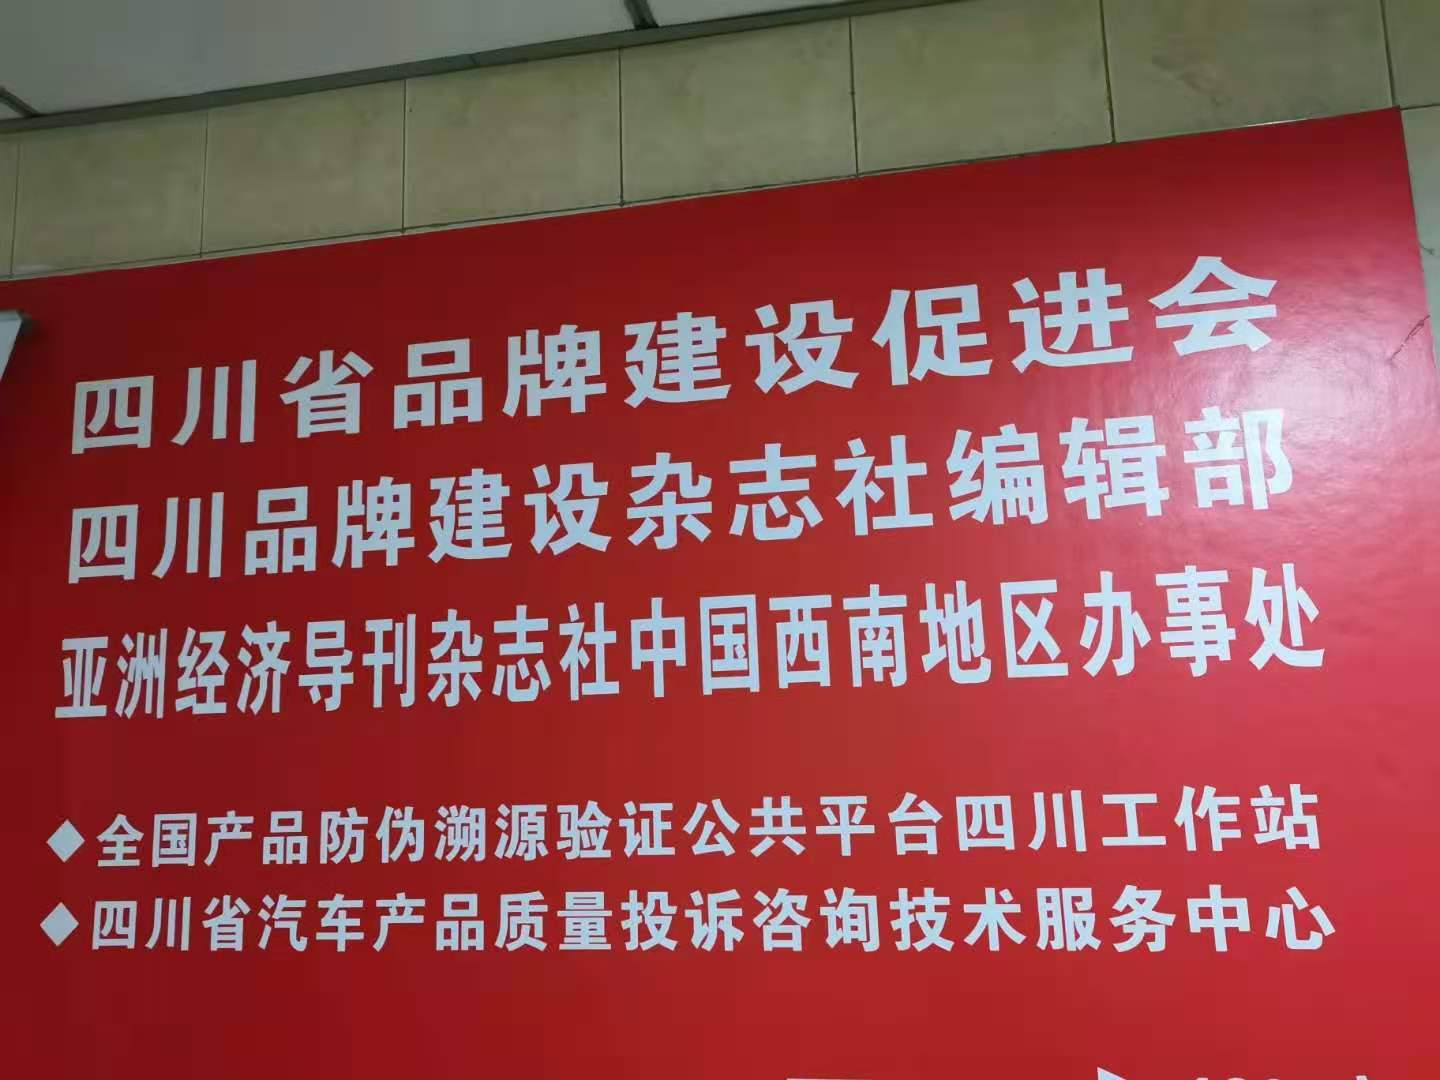 四川省品牌建设促进会
四川品牌建设杂志社编辑部
亚洲经济导刊杂志社中国西南地区办事处
◆全国产品防伪溯源验证公共平台四川工作站
◆四川省汽车产品质量投诉咨询技术服务中心